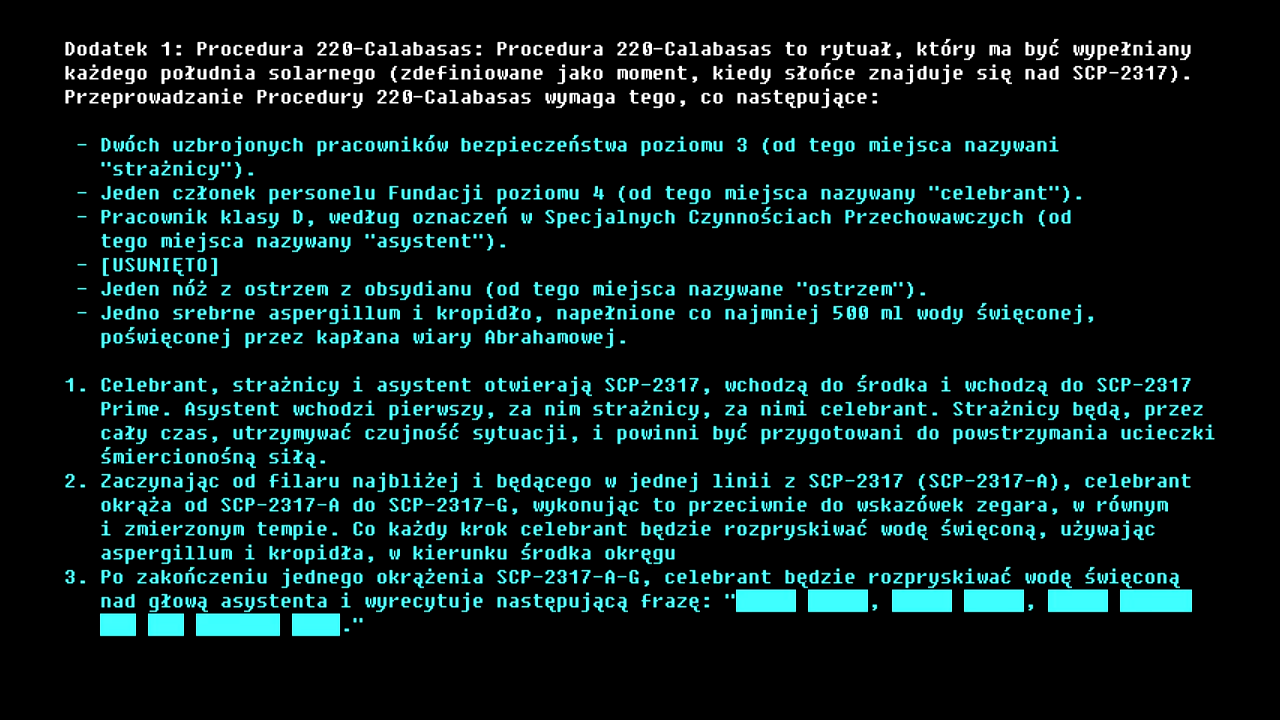 Dodatek 1: Procedura 220-Calabasas: Procedura 220-Calabasas to rytuał, który ma być wypełniany
każdego południa solarnego (zdefiniowane jako moment, kiedy słońce znajduje się nad SCP-2317).
Przeprowadzanie Procedury 220-Calabasas wymaga tego, co następujące:
- Dwóch uzbrojonych pracowników bezpieczeństwa poziomu 3 (od tego miejsca nazywani
"strażnicy").
- Jeden członek personelu Fundacji poziomu 4 (od tego miejsca nazywany "celebrant").
- Pracownik klasy D, według oznaczeń w Specjalnych Czynnościach Przechowawczych (od
tego miejsca nazywany "asystent").
- [USUNIĘTO]
- Jeden nóż z ostrzem z obsydianu (od tego miejsca nazywane "ostrzem").
- Jedno srebrne aspergillum i kropidło, napełnione co najmniej 500 ml wody święconej,
poświęconej przez kapłana wiary Abrahamowej.
1. Celebrant, strażnicy i asystent otwierają SCP-2317, wchodzą do środka i wchodzą do SCP-2317
Prime. Asystent wchodzi pierwszy, za nim strażnicy, za nimi celebrant. Strażnicy będą, przez
cały czas, utrzymywać czujność sytuacji, i powinni być przygotowani do powstrzymania ucieczki
śmiercionośną siłą.
2. Zaczynając od filaru najbliżej i będącego w jednej linii z SCP-2317 (SCP-2317-A), celebrant
okrąża od SCP-2317-A do SCP-2317-G, wykonując to przeciwnie do wskazówek zegara, w równym
i zmierzonym tempie. Co każdy krok celebrant będzie rozpryskiwać wodę święconą, używając
aspergillum i kropidła, w kierunku środka okręgu
3. Po zakończeniu jednego okrążenia SCP-2317-A-G, celebrant będzie rozpryskiwać wodę święconą
nad głową asystenta i wyrecytuje następującą frazę: "█████ █████, █████ █████, █████ ██████
███ ███ ███████ ████."